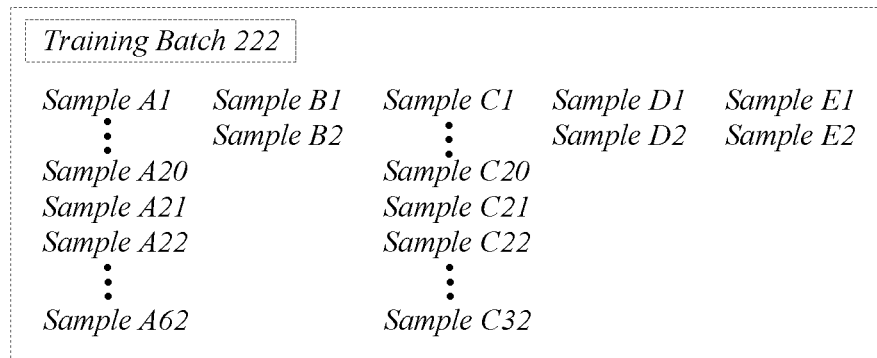 Training Batch 222
Sample A1 Sample B1 Sample C1 Sample D1 Sample E1
Sample B2 Sample D2 Sample E2
Sample A20 Sample C20
Sample A21 Sample C21
Sample A22 Sample C22
Sample A62 Sample C32